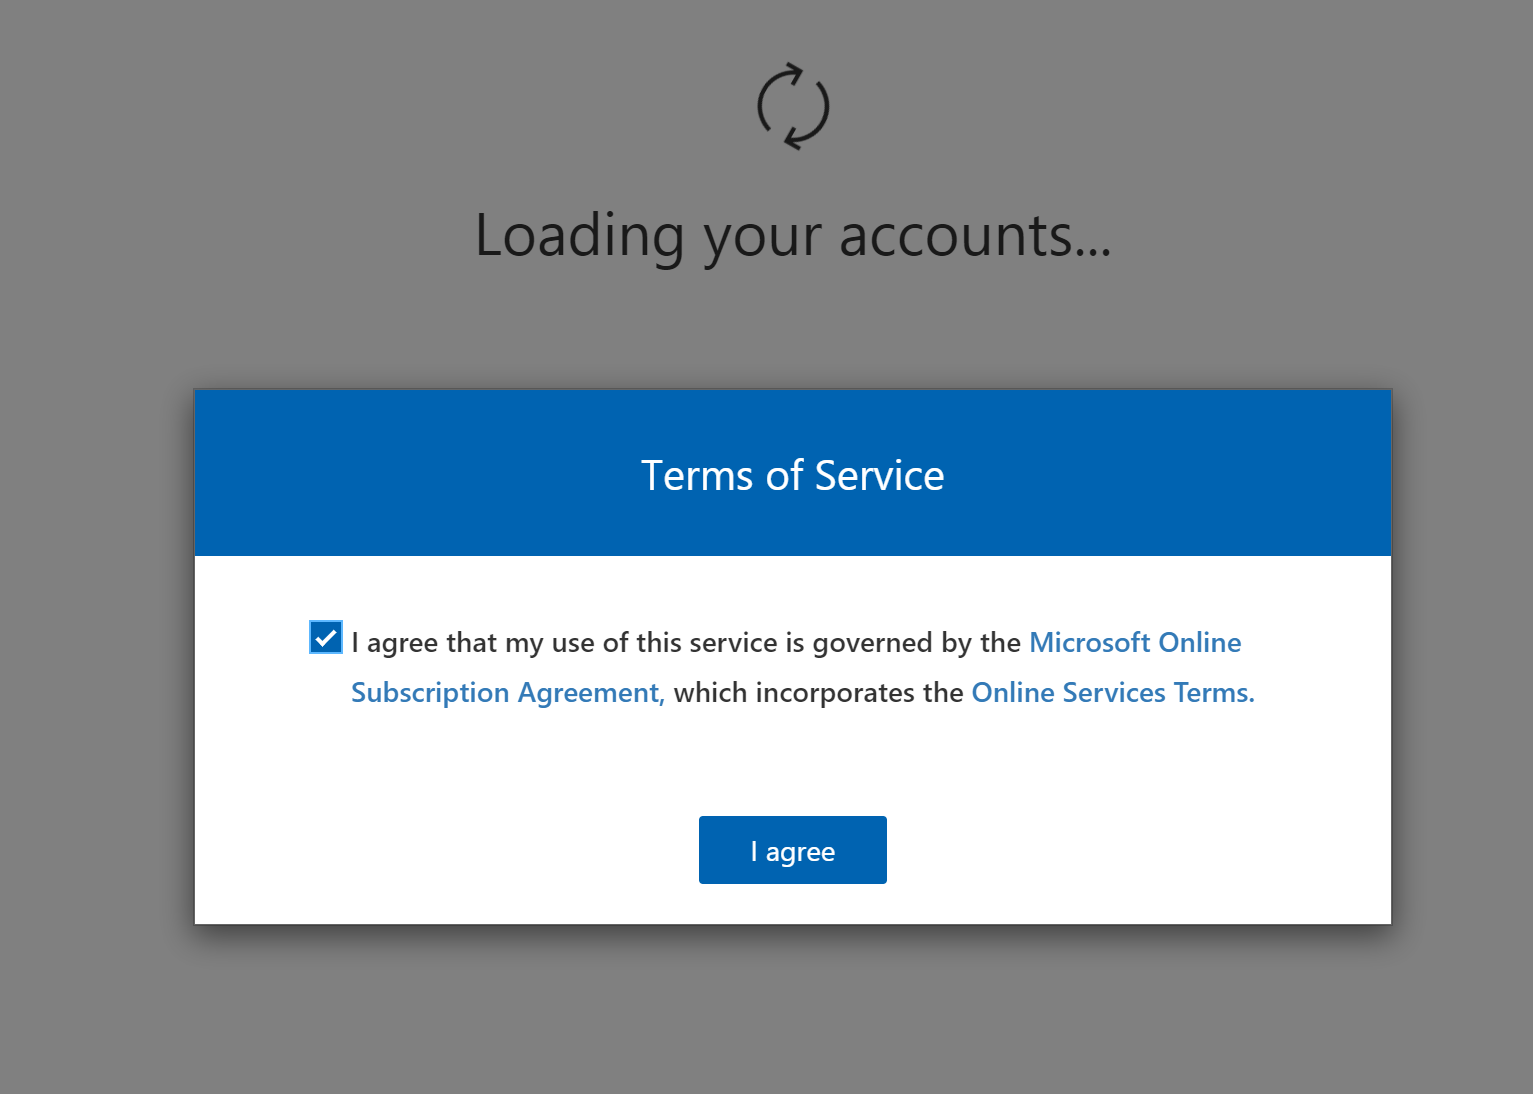 Loading your accounts...
Terms of Service
I agree that my use of this service is governed by the Microsoft Online
Subscription Agreement, which incorporates the Online Services Terms.
I agree